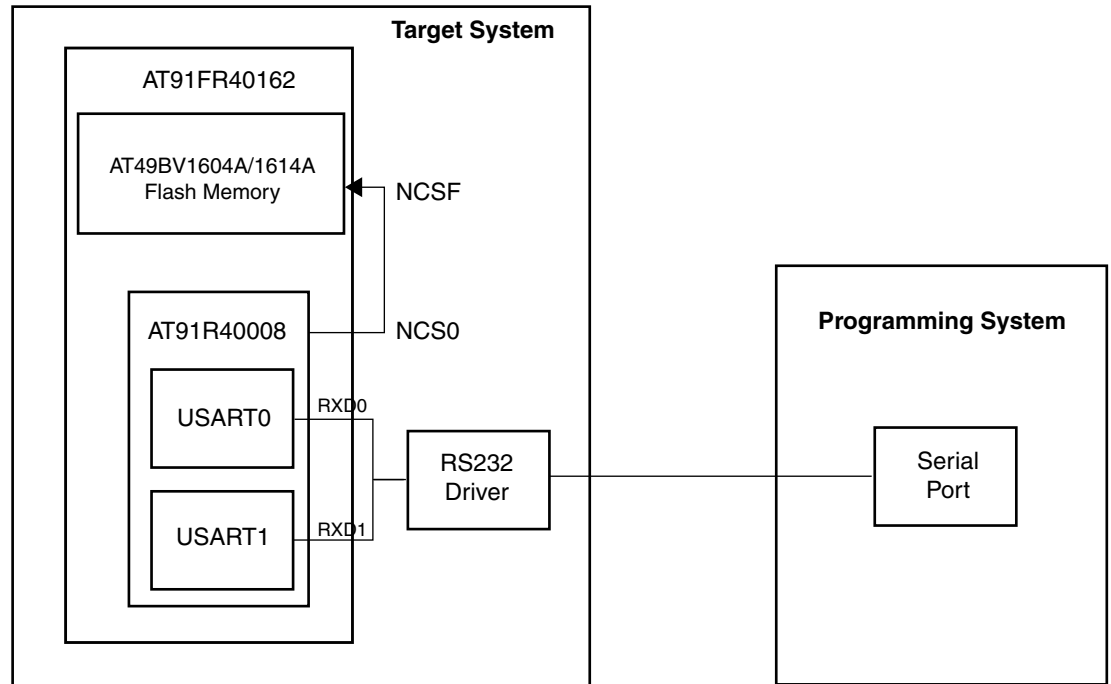 Target System
AT91FR40162
AT49BV1604A/1614A
Flash Memory
NCSF
AT91R40008
NCS0
USART0
RXD0
USART1
RXD1
RS232
Driver
Programming System
Serial
Port